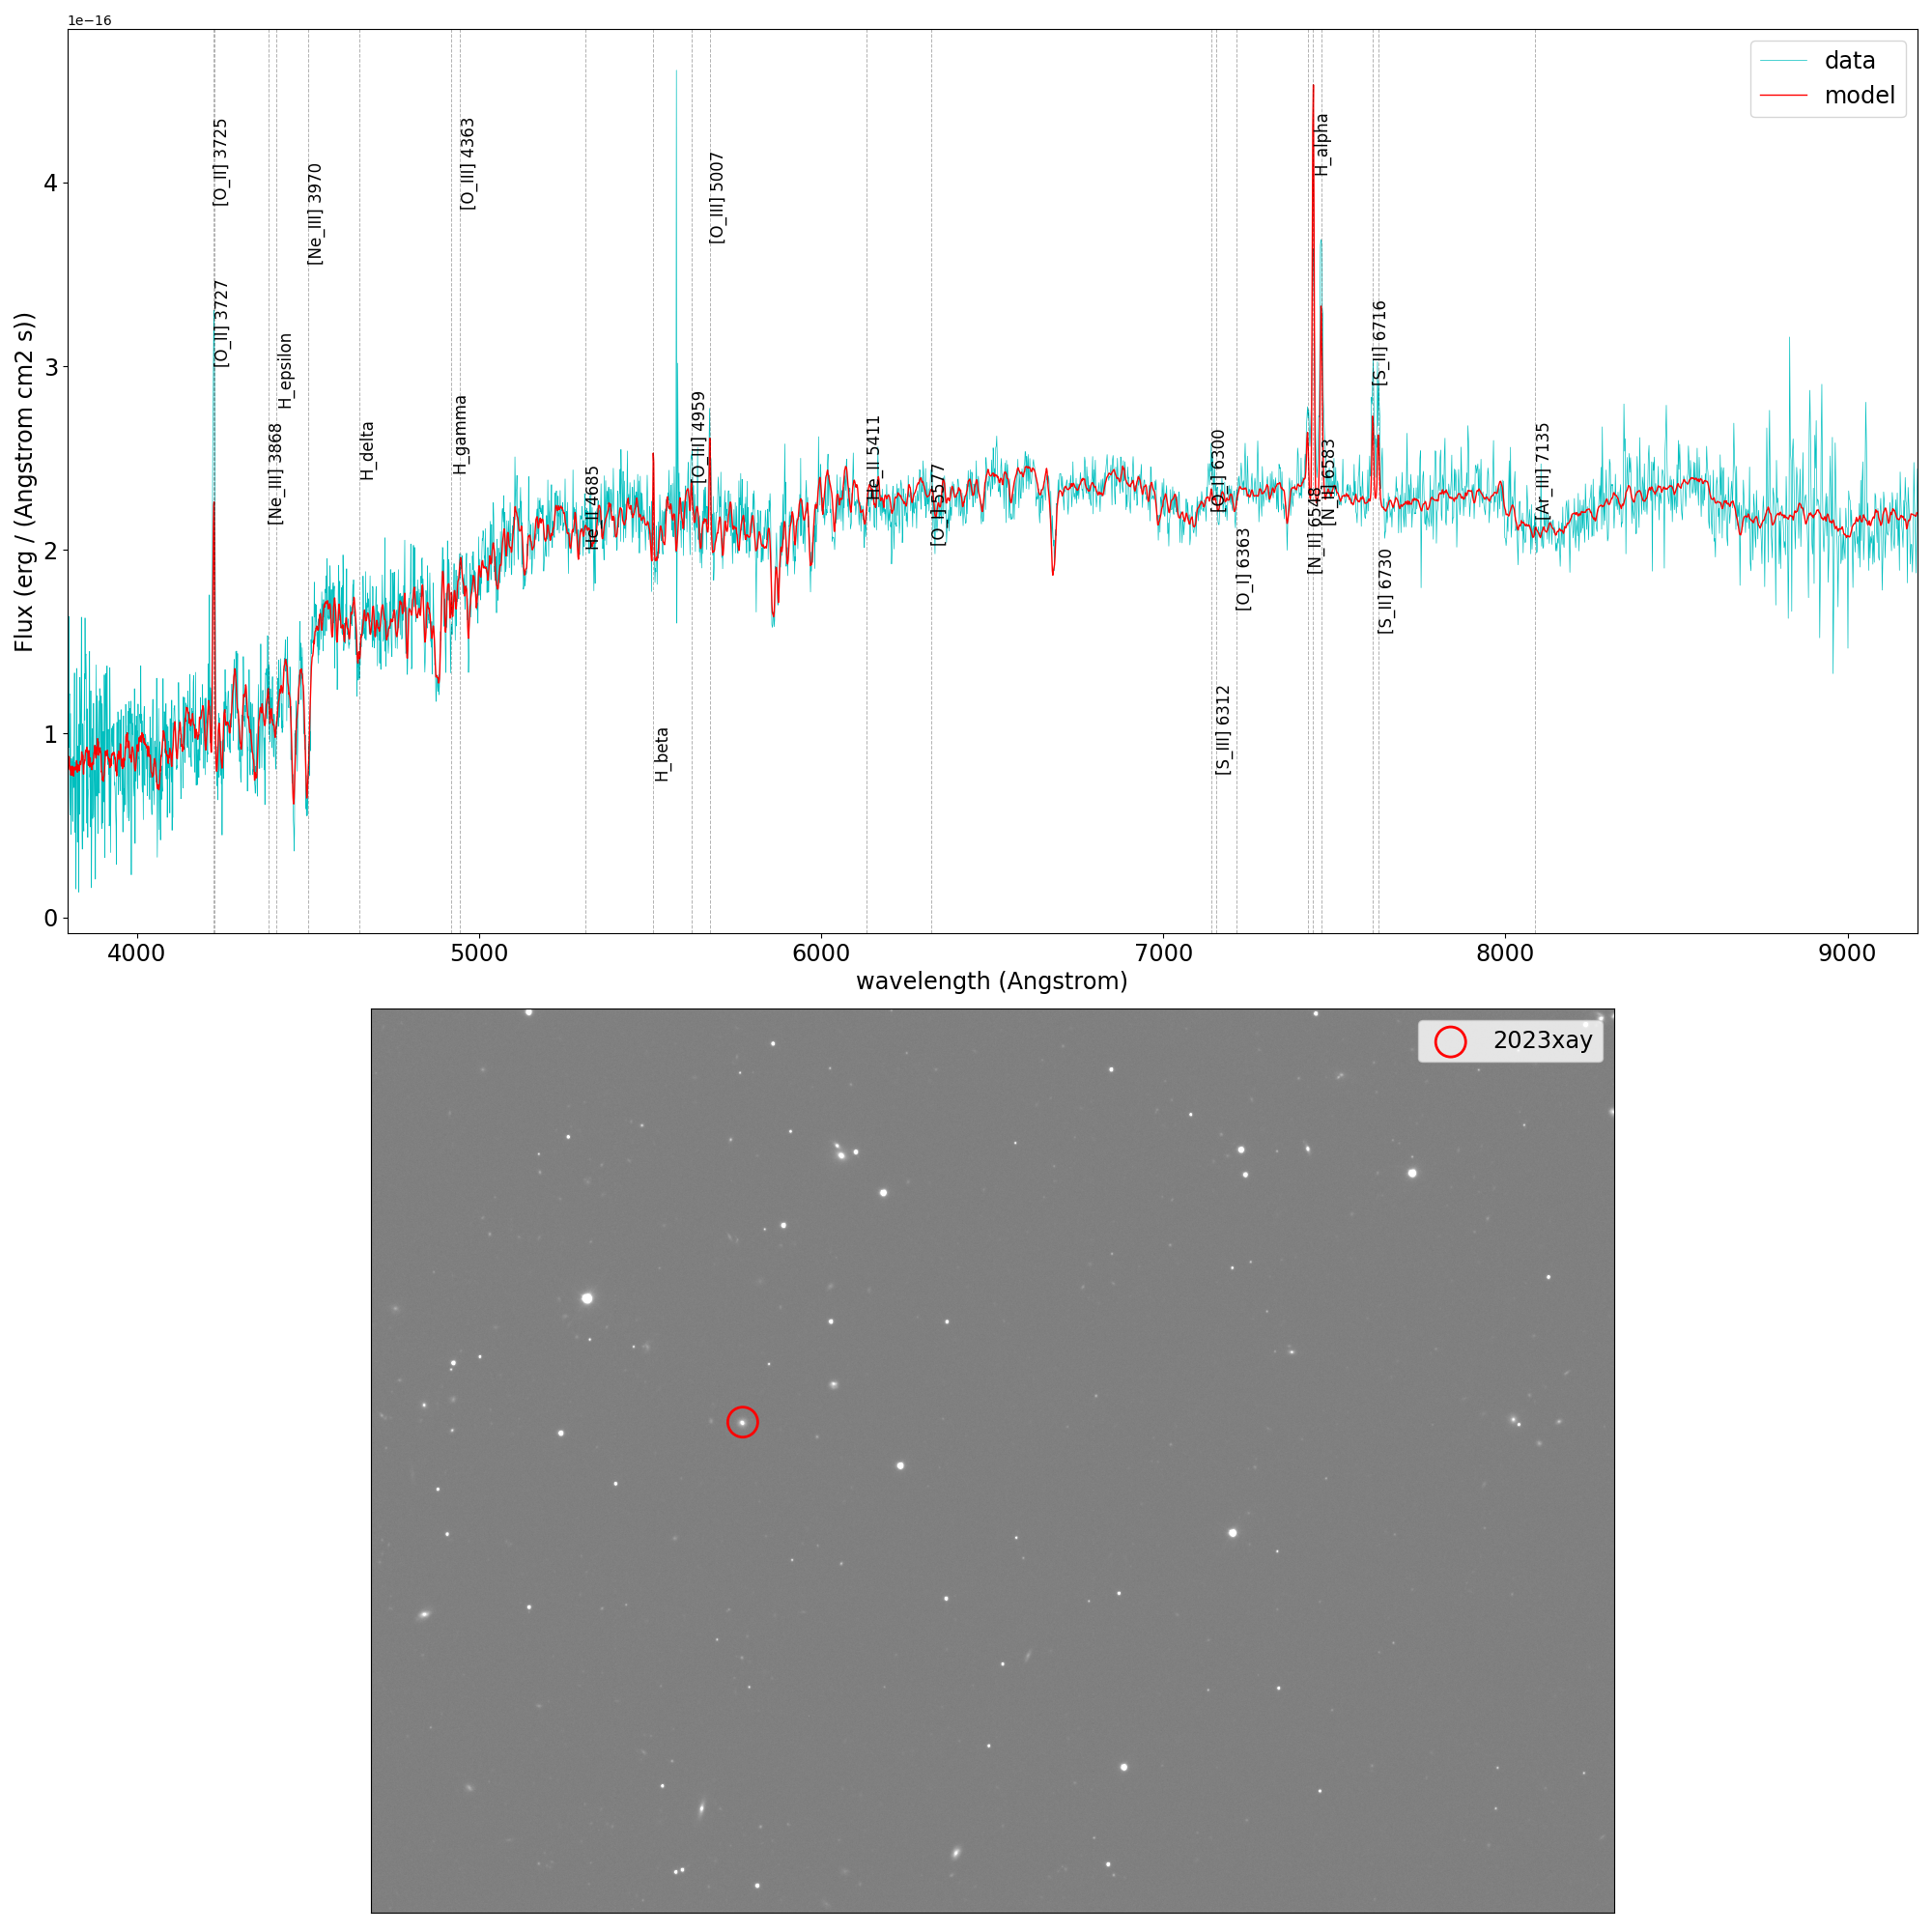 1e−16
data
model
[O_II] 3725
[O_III] 4363
H_alpha
[O_III] 5007
[Ne_III] 3970
[O_II] 3727
H_epsilon
[S_II] 6716
[Ne_III] 3868
H_delta
H_gamma
He_II 4685
[O_III] 4959
He_II 5411
[O_I] 5577
[O_I] 6300
[N_II] 6583
[N_II] 6548
[Ar_III] 7135
[O_I] 6363
[S_II] 6730
[S_III] 6312
H_beta
4
3
2
1
0
Flux (erg / (Angstrom cm2 s))
4000 5000 6000 7000 8000 9000
wavelength (Angstrom)
2023xay